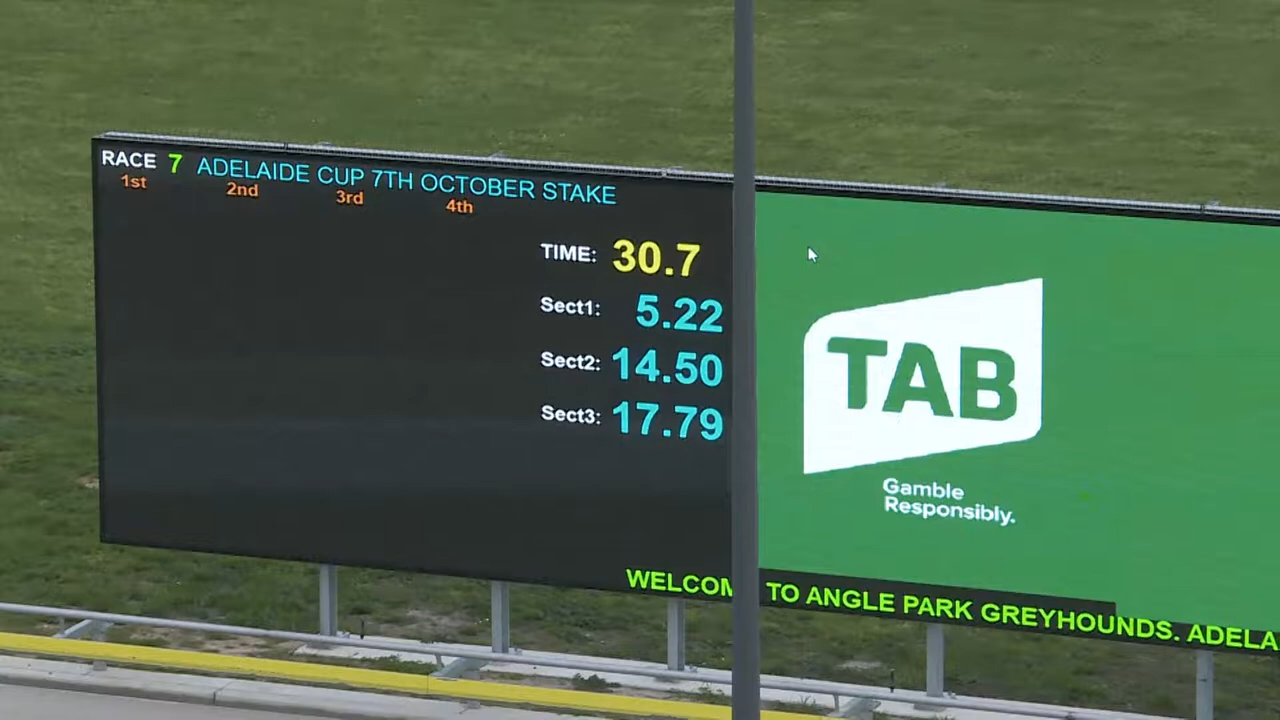 RACE 7 ADELAIDE CUP 7TH OCTOBER STAKE
1st 2nd 3rd 4th
TIME: 30.7
Sect1: 5.22
Sect2: 14.50
Sect3: 17.79
TAB
Gamble
Responsibly.
WELCOM TO ANGLE PARK GREYHOUNDS. ADELA